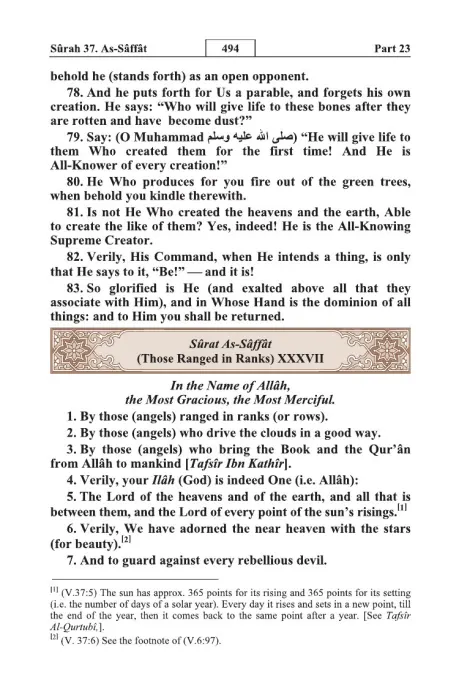 Sûrah 37. As-Sâffât 494 Part 23
behold he (stands forth) as an open opponent.
78. And he puts forth for Us a parable, and forgets his own
creation. He says: “Who will give life to these bones after they
are rotten and have become dust?”
79. Say: (O Muhammad صلى الله عليه وسلم) “He will give life to
them Who created them for the first time! And He is
All-Knower of every creation!”
80. He Who produces for you fire out of the green trees,
when behold you kindle therewith.
81. Is not He Who created the heavens and the earth, Able
to create the like of them? Yes, indeed! He is the All-Knowing
Supreme Creator.
82. Verily, His Command, when He intends a thing, is only
that He says to it, “Be!” — and it is!
83. So glorified is He (and exalted above all that they
associate with Him), and in Whose Hand is the dominion of all
things: and to Him you shall be returned.
Sûrat As-Sâffât
(Those Ranged in Ranks) XXXVII
In the Name of Allâh,
the Most Gracious, the Most Merciful.
1. By those (angels) ranged in ranks (or rows).
2. By those (angels) who drive the clouds in a good way.
3. By those (angels) who bring the Book and the Qur’ân
from Allâh to mankind [Tafsîr Ibn Kathîr].
4. Verily, your Ilâh (God) is indeed One (i.e. Allâh):
5. The Lord of the heavens and of the earth, and all that is
between them, and the Lord of every point of the sun’s risings.[1]
6. Verily, We have adorned the near heaven with the stars
(for beauty).[2]
7. And to guard against every rebellious devil.
[1] (V.37:5) The sun has approx. 365 points for its rising and 365 points for its setting
(i.e. the number of days of a solar year). Every day it rises and sets in a new point, till
the end of the year, then it comes back to the same point after a year. [See Tafsîr
Al-Qurtubî,].
[2] (V. 37:6) See the footnote of (V.6:97).